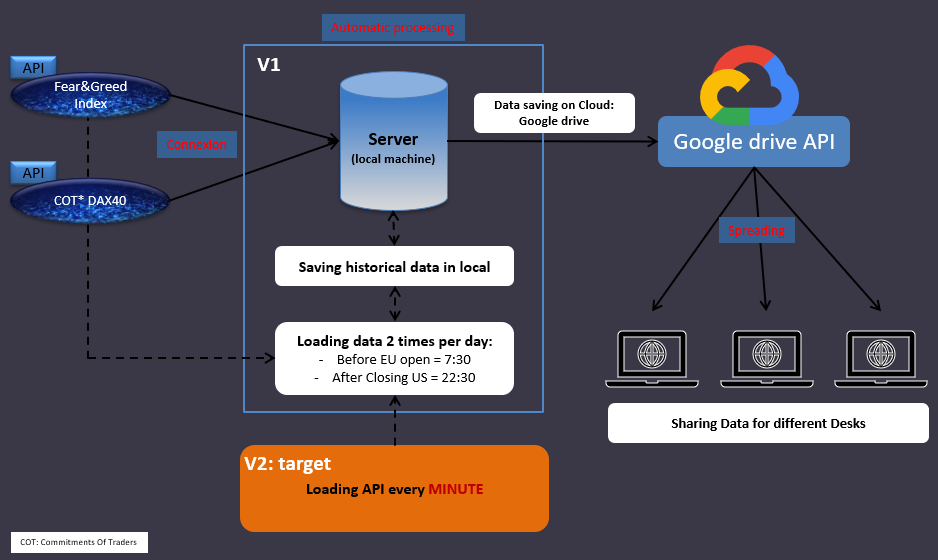 Automatic processing
V1
API
Fear&Greed
Index
Connexion
API
COT* DAX40
Server
(local machine)
Data saving on Cloud:
Google drive
Google drive API
Spreading
Saving historical data in local
Loading data 2 times per day:
- Before EU open = 7:30
- After Closing US = 22:30
Sharing Data for different Desks
V2: target
Loading API every MINUTE
COT: Commitments Of Traders